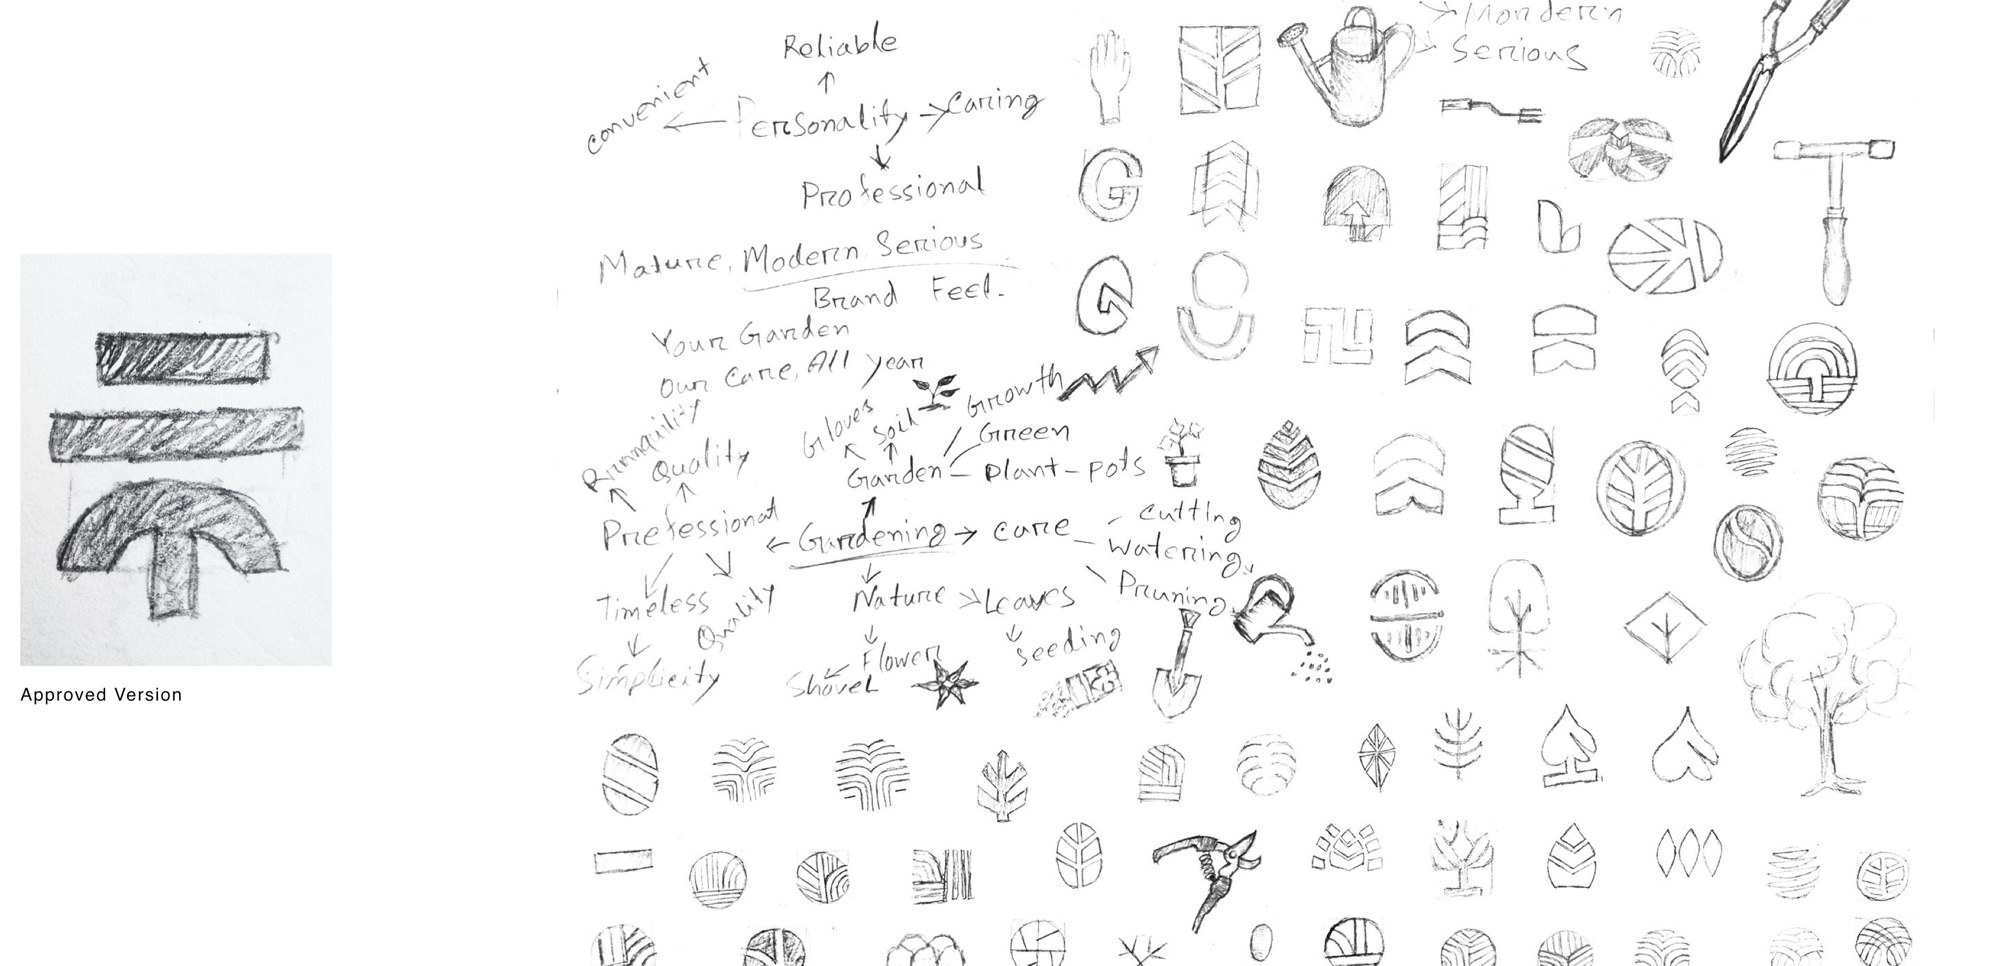 Approved Version
Reliable
convenient
Personality
Caring
Professional
Mature, Modern Serious
Brand Feel.
Your Garden
Our Care, All year
Quality
Gloves
Soil
Growth
Green
Garden
Plant-pots
Prefessional
Gardening
care
Cutting
Watering
Pruning
Timeless
Quality
Simplicity
Nature
Leaves
Seeding
Flower
Shovel
Mondern
Serious